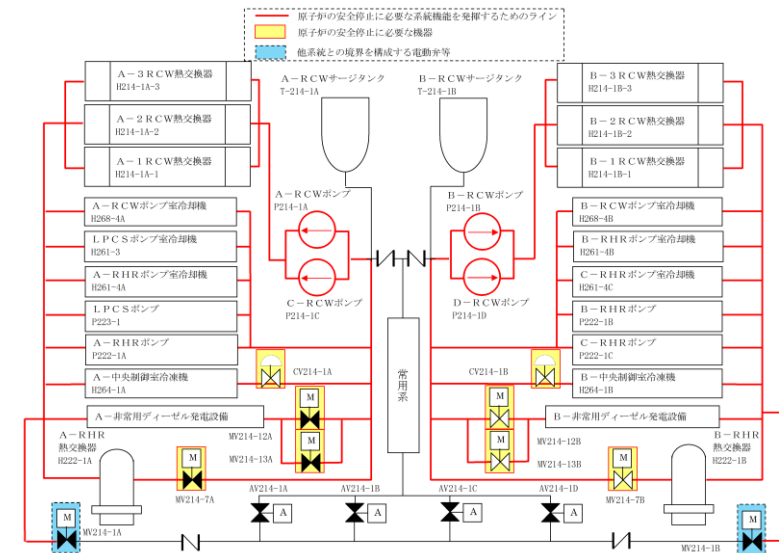 原子炉の安全停止に必要な系統機能を発揮するためのライン
原子炉の安全停止に必要な機器
他系統との境界を構成する電動弁等
A－3RCW熱交換器
H214-1A-3
A－2RCW熱交換器
H214-1A-2
A－1RCW熱交換器
H214-1A-1
A－RCWサージタンク
T-214-1A
B－RCWサージタンク
T-214-1B
B－3RCW熱交換器
H214-1B-3
B－2RCW熱交換器
H214-1B-2
B－1RCW熱交換器
H214-1B-1
A－RCWポンプ
P214-1A
C－RCWポンプ
P214-1C
B－RCWポンプ
P214-1B
D－RCWポンプ
P214-1D
A－RCWポンプ室冷却機
H268-4A
LPCSポンプ室冷却機
H261-3
A－RHRポンプ室冷却機
H261-4A
LPCSポンプ
P223-1
A－RHRポンプ
P222-1A
A－中央制御室冷凍機
H264-1A
A－非常用ディーゼル発電設備
B－RCWポンプ室冷却機
H268-4B
B－RHRポンプ室冷却機
H261-4B
C－RHRポンプ室冷却機
H261-4C
B－RHRポンプ
P222-1B
C－RHRポンプ
P222-1C
B－中央制御室冷凍機
H264-1B
B－非常用ディーゼル発電設備
常用系
CV214-1A
CV214-1B
M
M
MV214-12A
MV214-13A
M
M
MV214-12B
MV214-13B
A－RHR
熱交換器
H222-1A
M
MV214-7A
B－RHR
熱交換器
H222-1B
M
MV214-7B
AV214-1A
AV214-1B
AV214-1C
AV214-1D
A
A
A
A
M
MV214-1A
M
MV214-1B